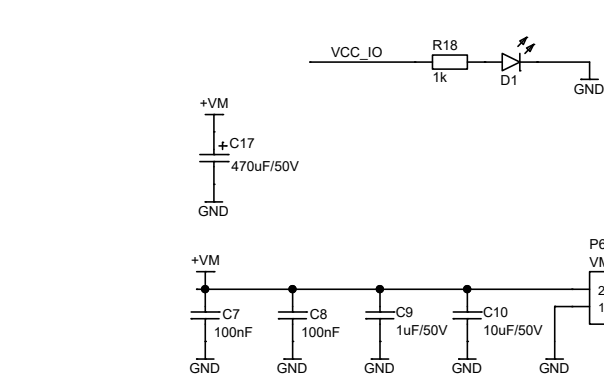 R18
VCC_IO
1k
D1
GND
+VM
+
C17
470uF/50V
GND
P6
+VM
VM
2
1
C7
C8
C9
C10
100nF
100nF
1uF/50V
10uF/50V
GND
GND
GND
GND
GND